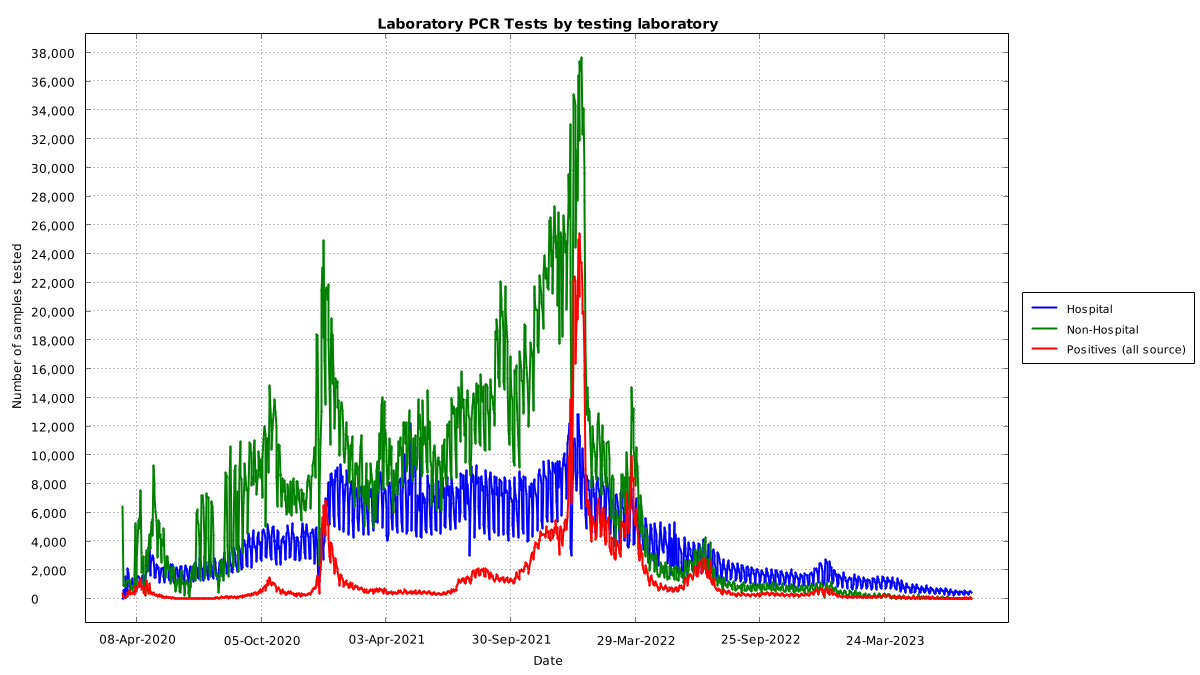 Laboratory PCR Tests by testing laboratory
38,000
36,000
34,000
32,000
30,000
28,000
26,000
24,000
22,000
20,000
18,000
16,000
14,000
12,000
10,000
8,000
6,000
4,000
2,000
0
Number of samples tested
08-Apr-2020 05-Oct-2020 03-Apr-2021 30-Sep-2021 29-Mar-2022 25-Sep-2022 24-Mar-2023
Date
Hospital
Non-Hospital
Positives (all source)